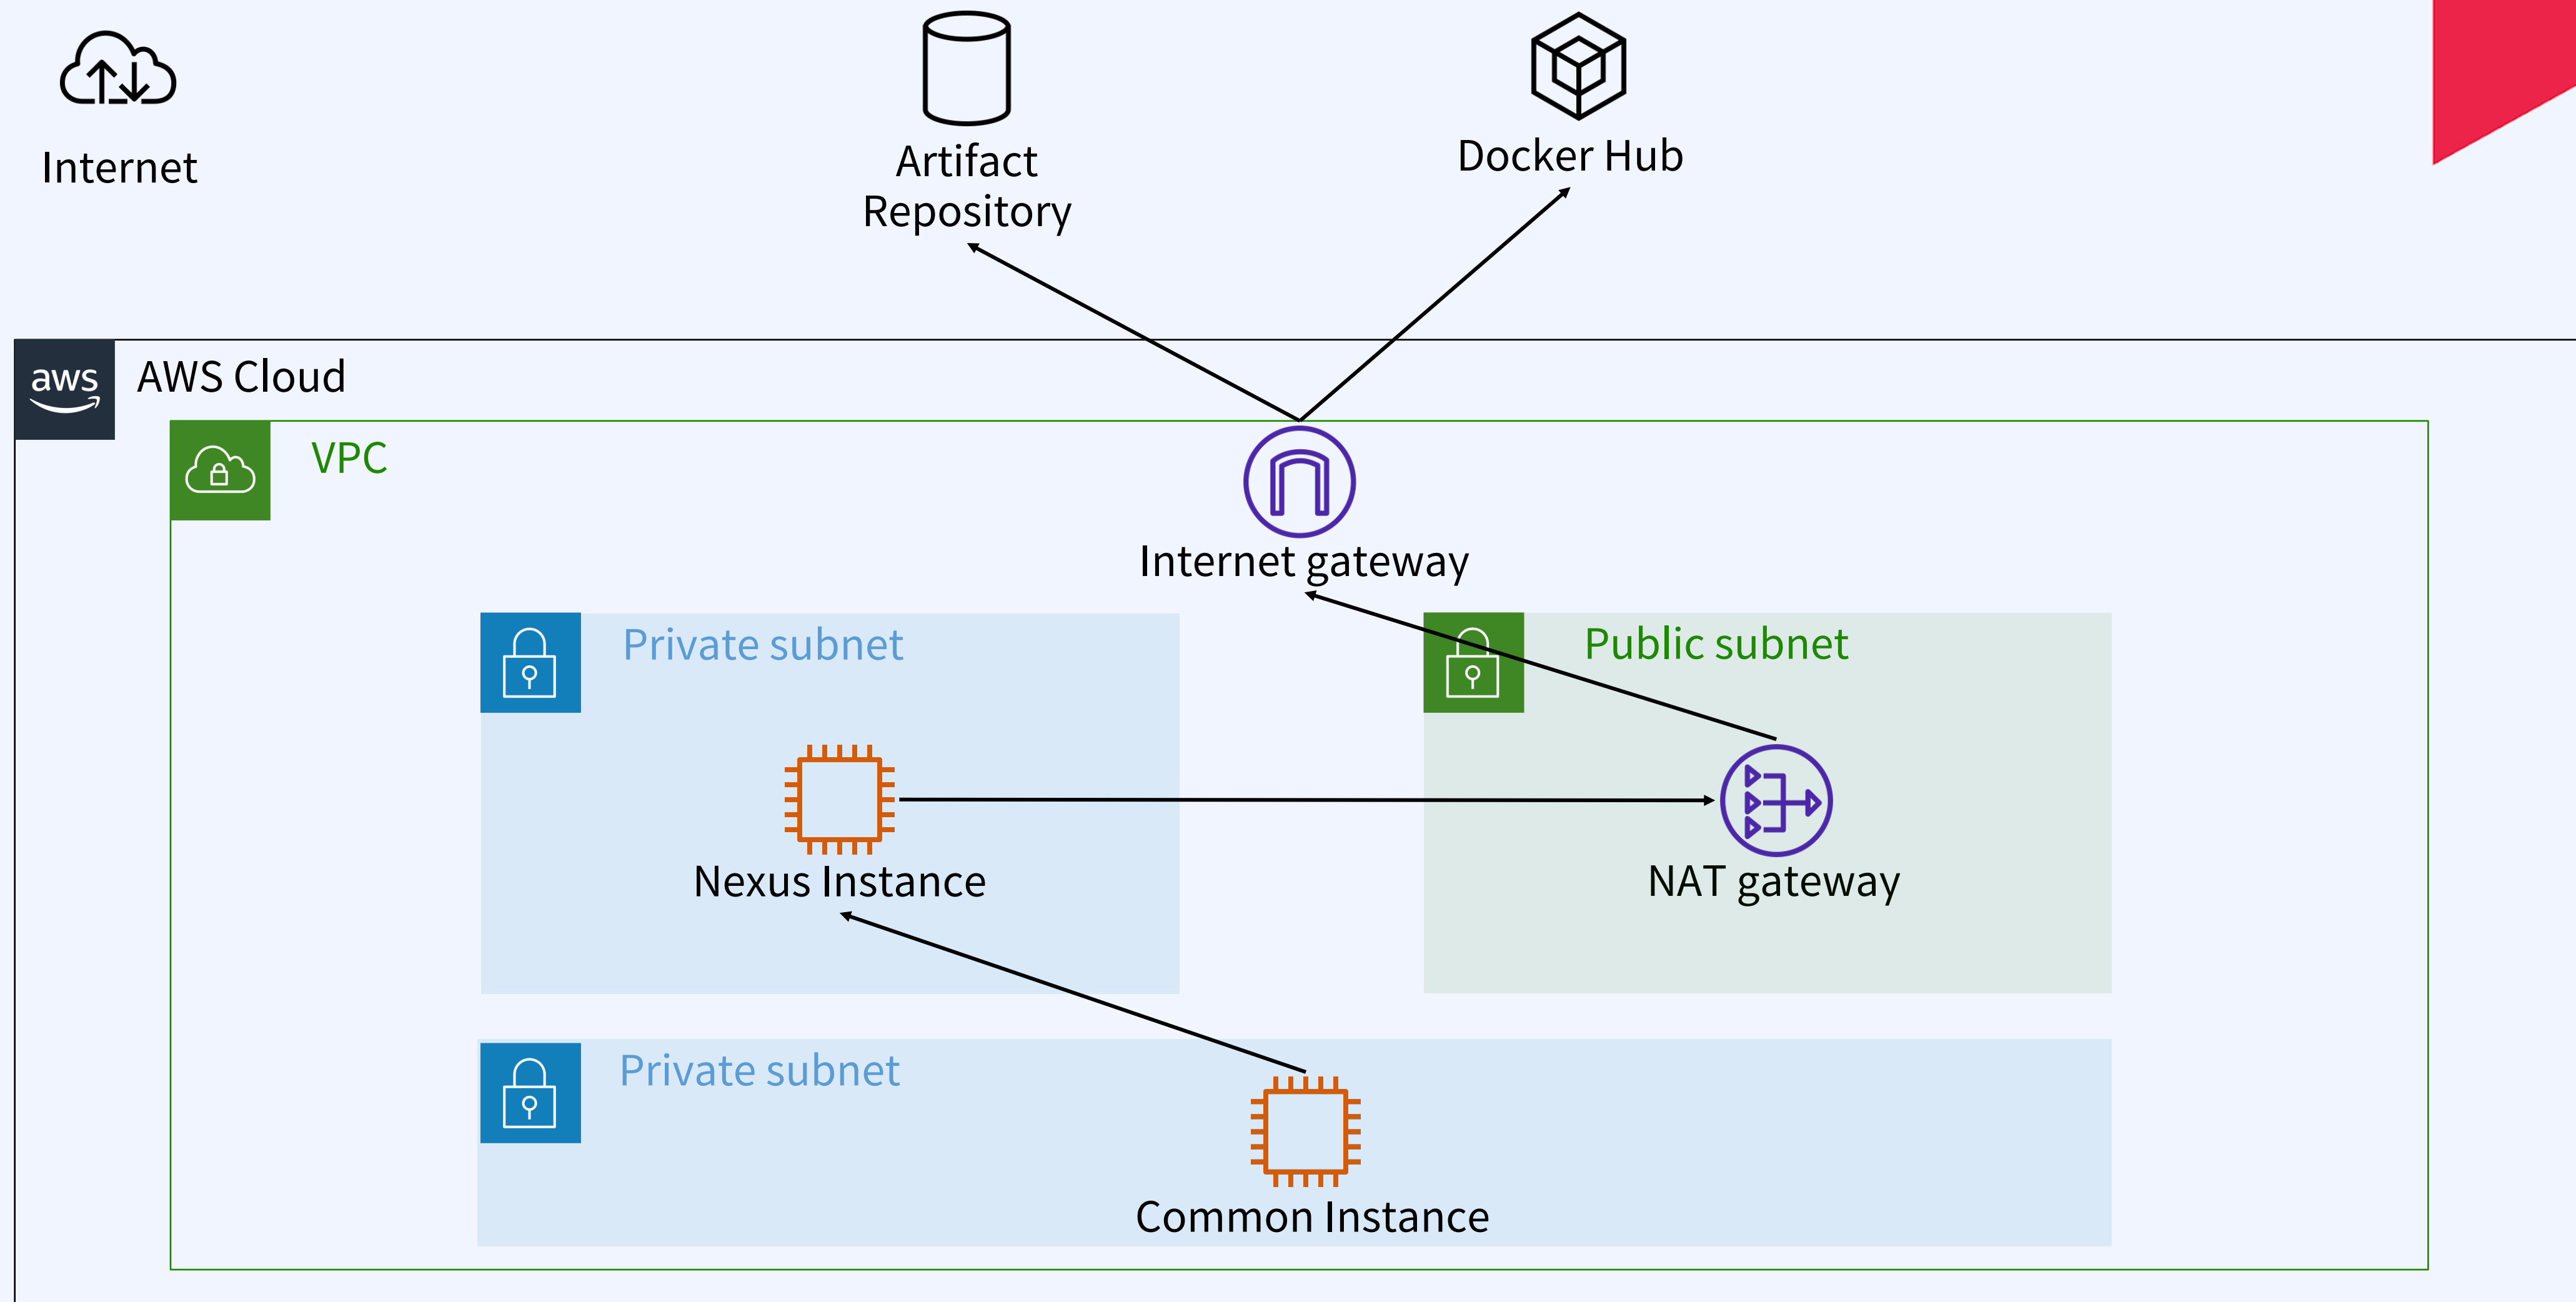 Internet
Artifact
Repository
Docker Hub
aws
AWS Cloud
VPC
Internet gateway
Private subnet
Public subnet
Nexus Instance
NAT gateway
Private subnet
Common Instance